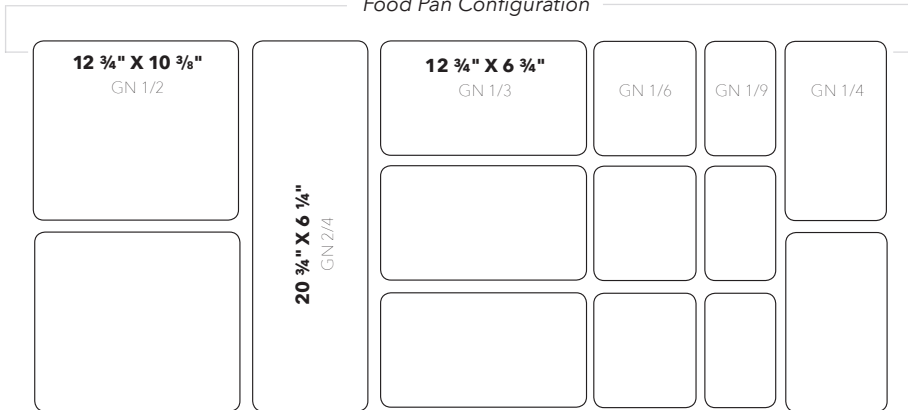 Food Pan Configuration
12 ¾" X 10 ⅜"
GN 1/2
20 ¾" X 6 ¼"
GN 2/4
12 ¾" X 6 ¾"
GN 1/3
GN 1/6
GN 1/9
GN 1/4